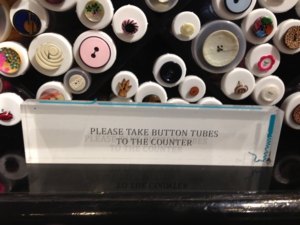 PLEASE TAKE BUTTON TUBES
TO THE COUNTER